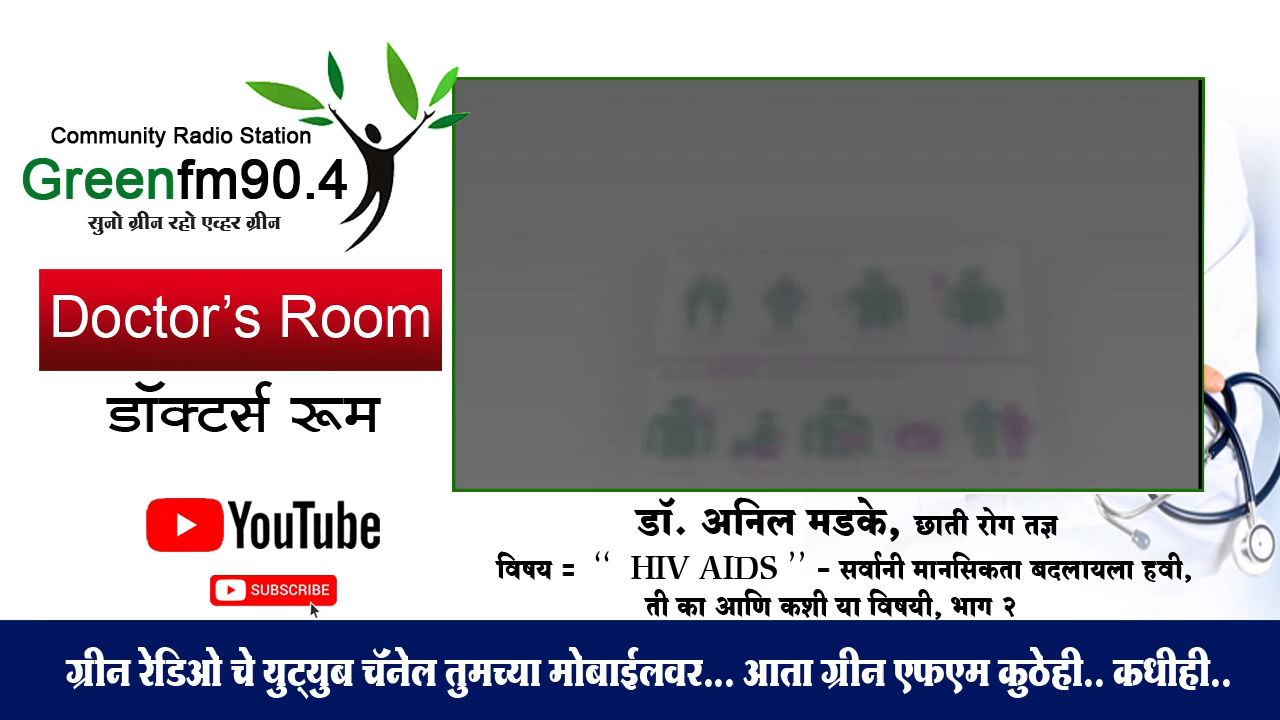 Community Radio Station
Greenfm90.4
सुनो ग्रीन रहो एव्हर ग्रीन
Doctor's Room
डॉक्टर्स रूम
YouTube
SUBSCRIBE
डॉ. अनिल मडके, छाती रोग तज्ञ
विषय = “ HIV AIDS ” - सर्वानी मानसिकता बदलायला हवी,
ती का आणि कशी या विषयी, भाग २
ग्रीन रेडिओ चे युट्युब चॅनेल तुमच्या मोबाईलवर... आता ग्रीन एफएम कुठेही.. कधीही..